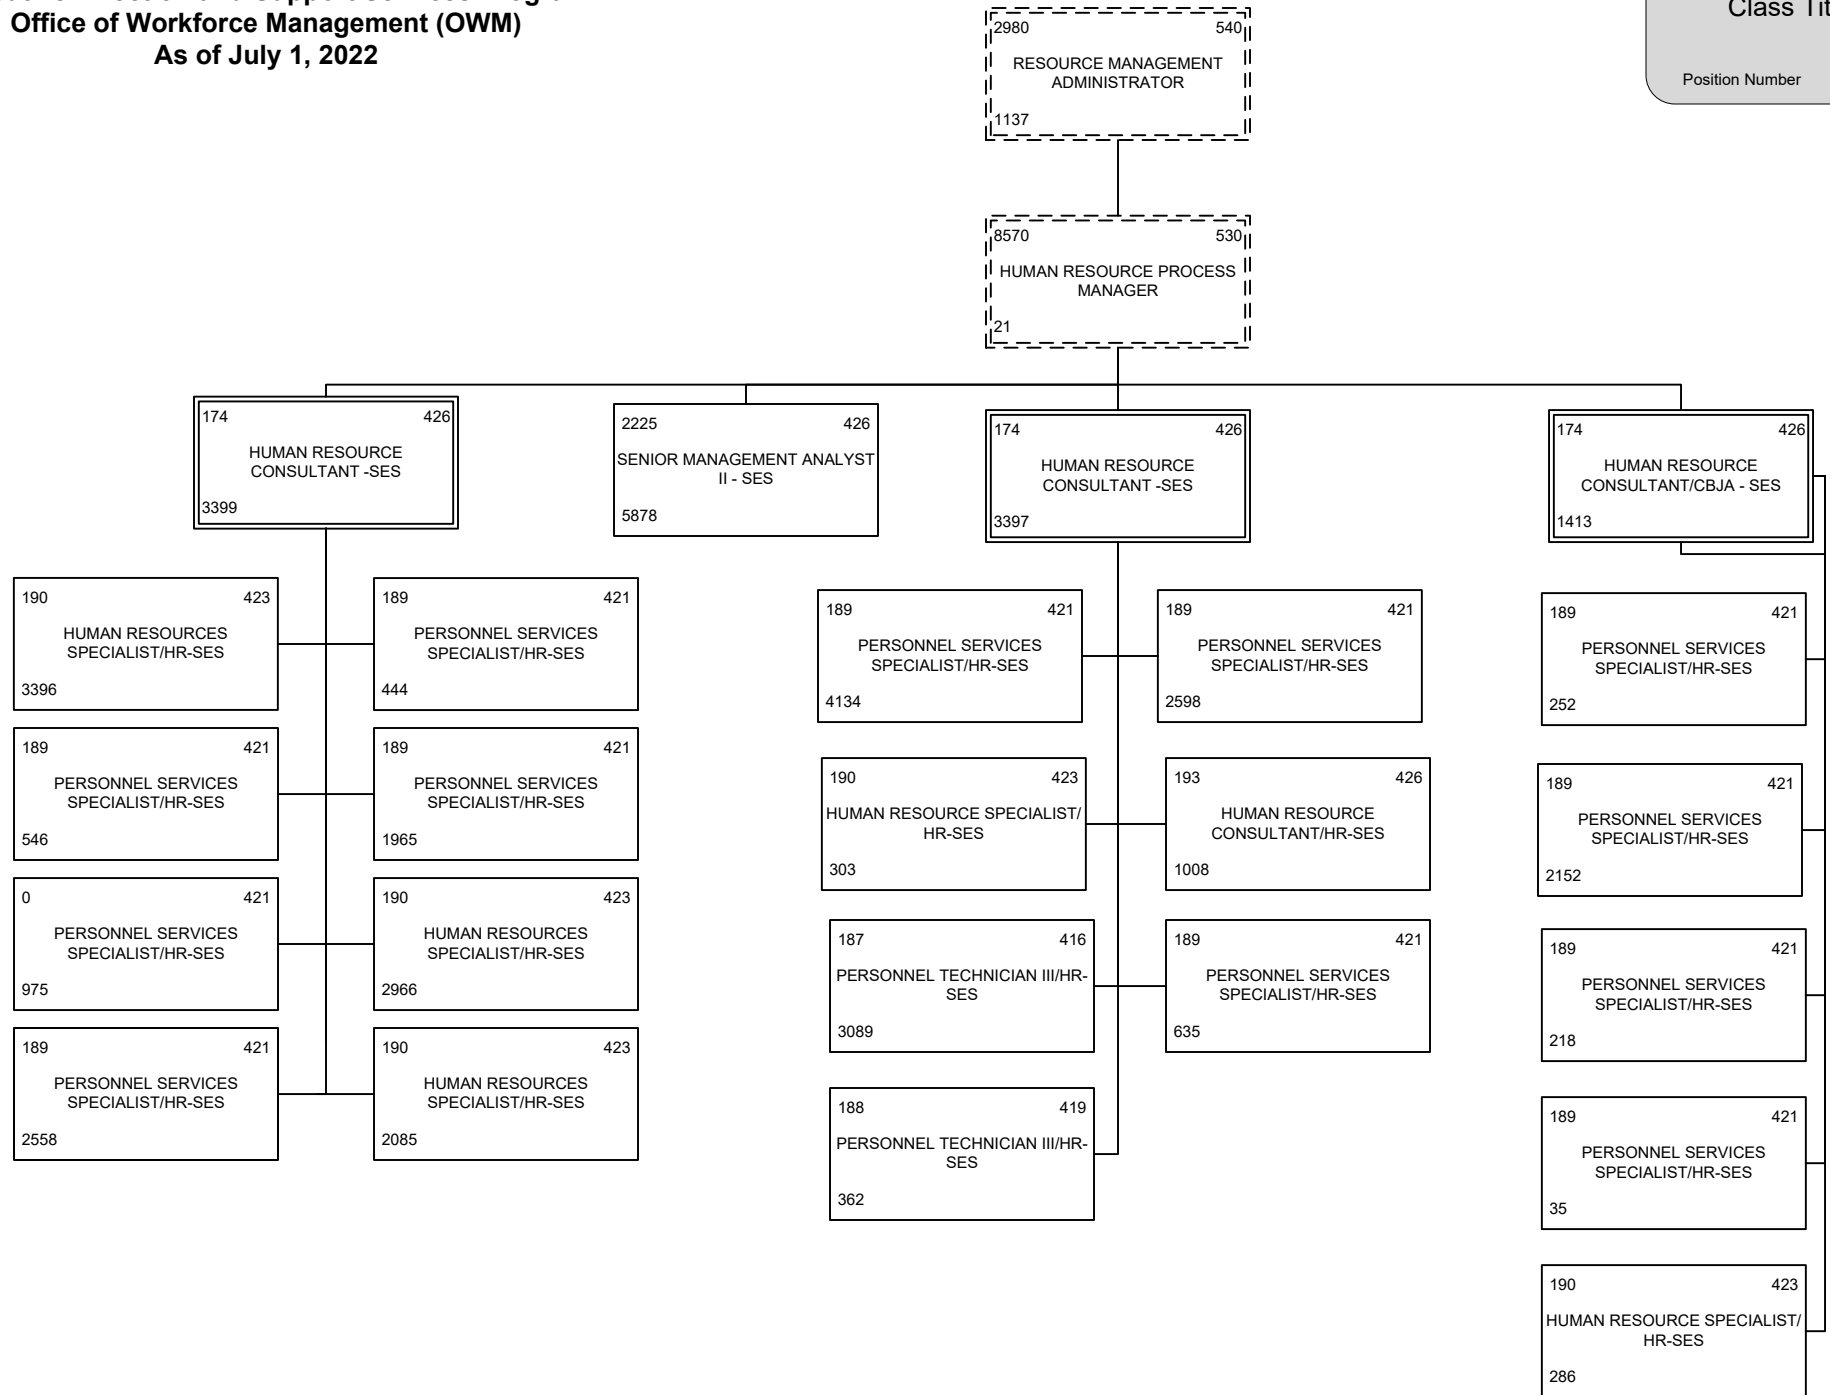 Office of Workforce Management (OWM)
As of July 1, 2022
Class
Position Number
2980 540
RESOURCE MANAGEMENT
ADMINISTRATOR
1137
8570 530
HUMAN RESOURCE PROCESS
MANAGER
21
174 426
HUMAN RESOURCE
CONSULTANT -SES
3399
2225 426
SENIOR MANAGEMENT ANALYST
II - SES
5878
174 426
HUMAN RESOURCE
CONSULTANT -SES
3397
174 426
HUMAN RESOURCE
CONSULTANT/CBJA - SES
1413
190 423
HUMAN RESOURCES
SPECIALIST/HR-SES
3396
189 421
PERSONNEL SERVICES
SPECIALIST/HR-SES
444
189 421
PERSONNEL SERVICES
SPECIALIST/HR-SES
546
189 421
PERSONNEL SERVICES
SPECIALIST/HR-SES
1965
0 421
PERSONNEL SERVICES
SPECIALIST/HR-SES
975
190 423
HUMAN RESOURCES
SPECIALIST/HR-SES
2966
189 421
PERSONNEL SERVICES
SPECIALIST/HR-SES
2558
190 423
HUMAN RESOURCES
SPECIALIST/HR-SES
2085
189 421
PERSONNEL SERVICES
SPECIALIST/HR-SES
4134
189 421
PERSONNEL SERVICES
SPECIALIST/HR-SES
2598
190 423
HUMAN RESOURCE SPECIALIST/
HR-SES
303
193 426
HUMAN RESOURCE
CONSULTANT/HR-SES
1008
187 416
PERSONNEL TECHNICIAN III/HR-
SES
3089
189 421
PERSONNEL SERVICES
SPECIALIST/HR-SES
635
188 419
PERSONNEL TECHNICIAN III/HR-
SES
362
189 421
PERSONNEL SERVICES
SPECIALIST/HR-SES
252
189 421
PERSONNEL SERVICES
SPECIALIST/HR-SES
2152
189 421
PERSONNEL SERVICES
SPECIALIST/HR-SES
218
189 421
PERSONNEL SERVICES
SPECIALIST/HR-SES
35
190 423
HUMAN RESOURCE SPECIALIST/
HR-SES
286